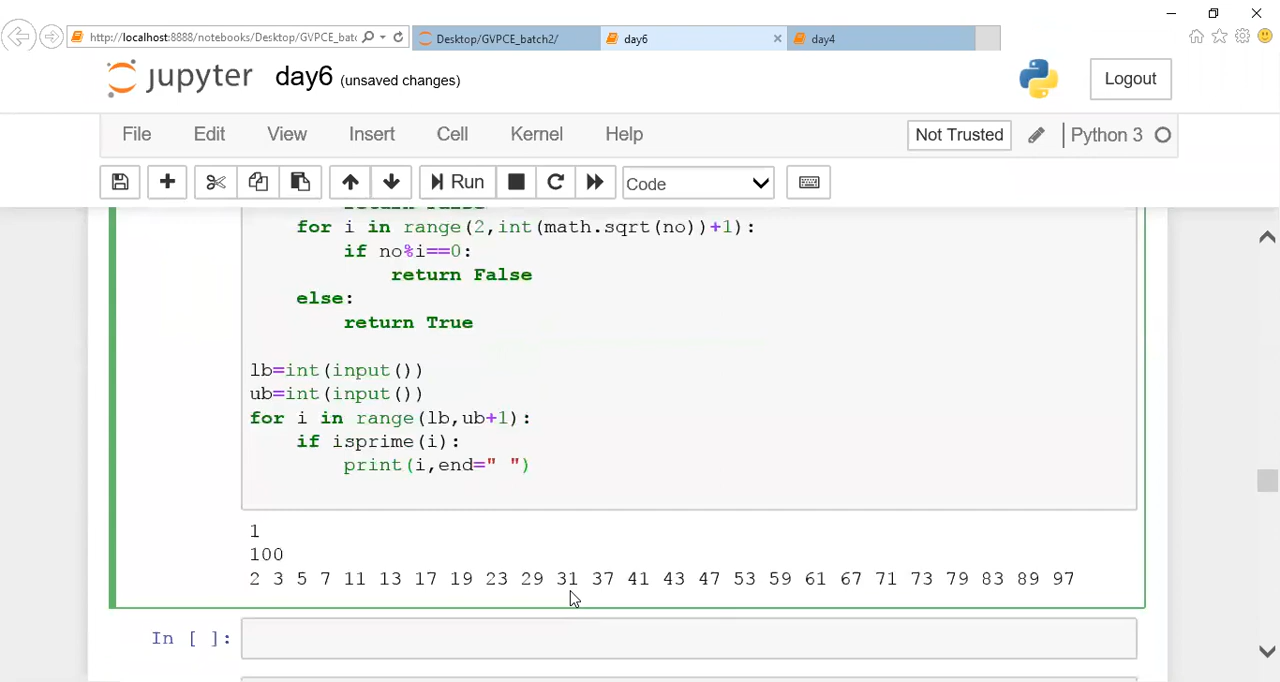 http://localhost:8888/notebooks/Desktop/GVPCE_batc
Desktop/GVPCE_batch2/
day6
day4
jupyter day6 (unsaved changes)
Logout
File Edit View Insert Cell Kernel Help
Not Trusted
Python 3
Run
Code
return False
for i in range(2,int(math.sqrt(no))+1):
if no%i==0:
return False
else:
return True
lb=int(input())
ub=int(input())
for i in range(lb,ub+1):
if isprime(i):
print(i,end=" ")
1
100
2 3 5 7 11 13 17 19 23 29 31 37 41 43 47 53 59 61 67 71 73 79 83 89 97
In [ ]: